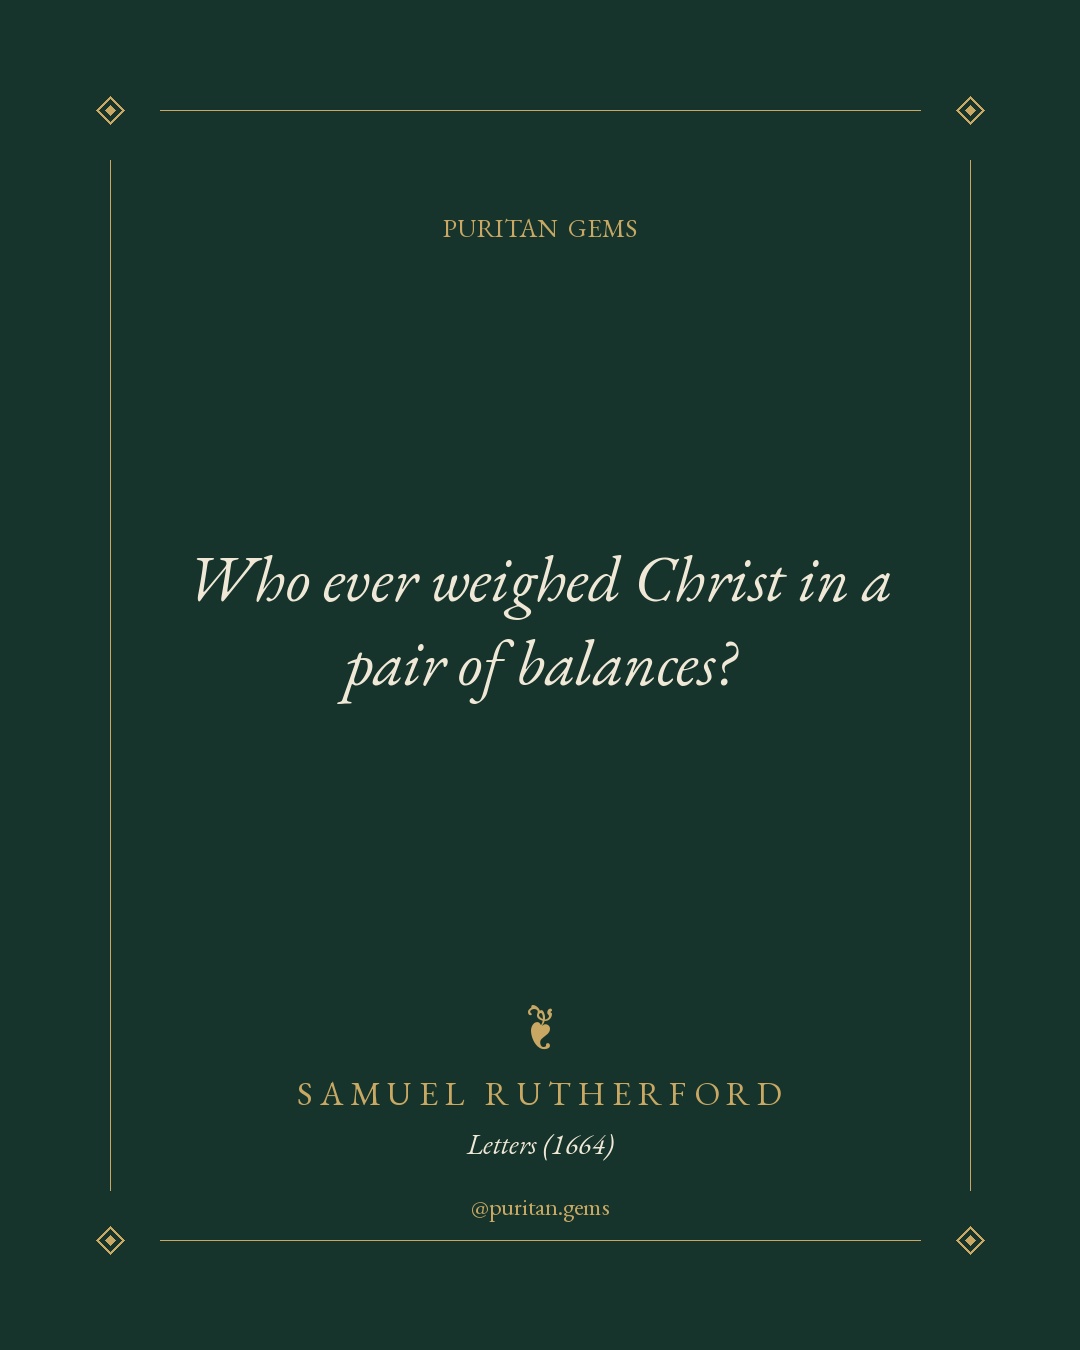 PURITAN GEMS
Who ever weighed Christ in a
pair of balances?
SAMUEL RUTHERFORD
Letters (1664)
@puritan.gems